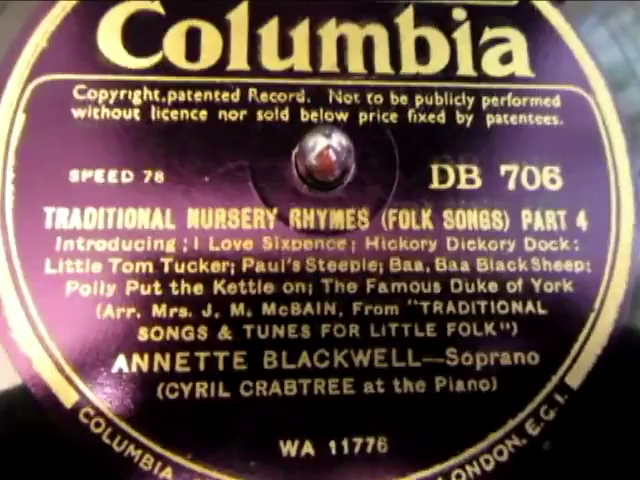 Columbia
Copyright, patented Record. Not to be publicly performed
without licence nor sold below price fixed by patentees.
SPEED 78
DB 706
TRADITIONAL NURSERY RHYMES (FOLK SONGS) PART 4
Introducing; I Love Sixpence; Hickory Dickory Dock:
Little Tom Tucker; Paul's Steeple; Baa, Baa Black Sheep;
Polly Put the Kettle on; The Famous Duke of York
(Arr. Mrs. J. M. McBAIN, From "TRADITIONAL
SONGS & TUNES FOR LITTLE FOLK")
ANNETTE BLACKWELL—Soprano
(CYRIL CRABTREE at the Piano)
WA 11776
COLUMBIA
LONDON, E.C.1.